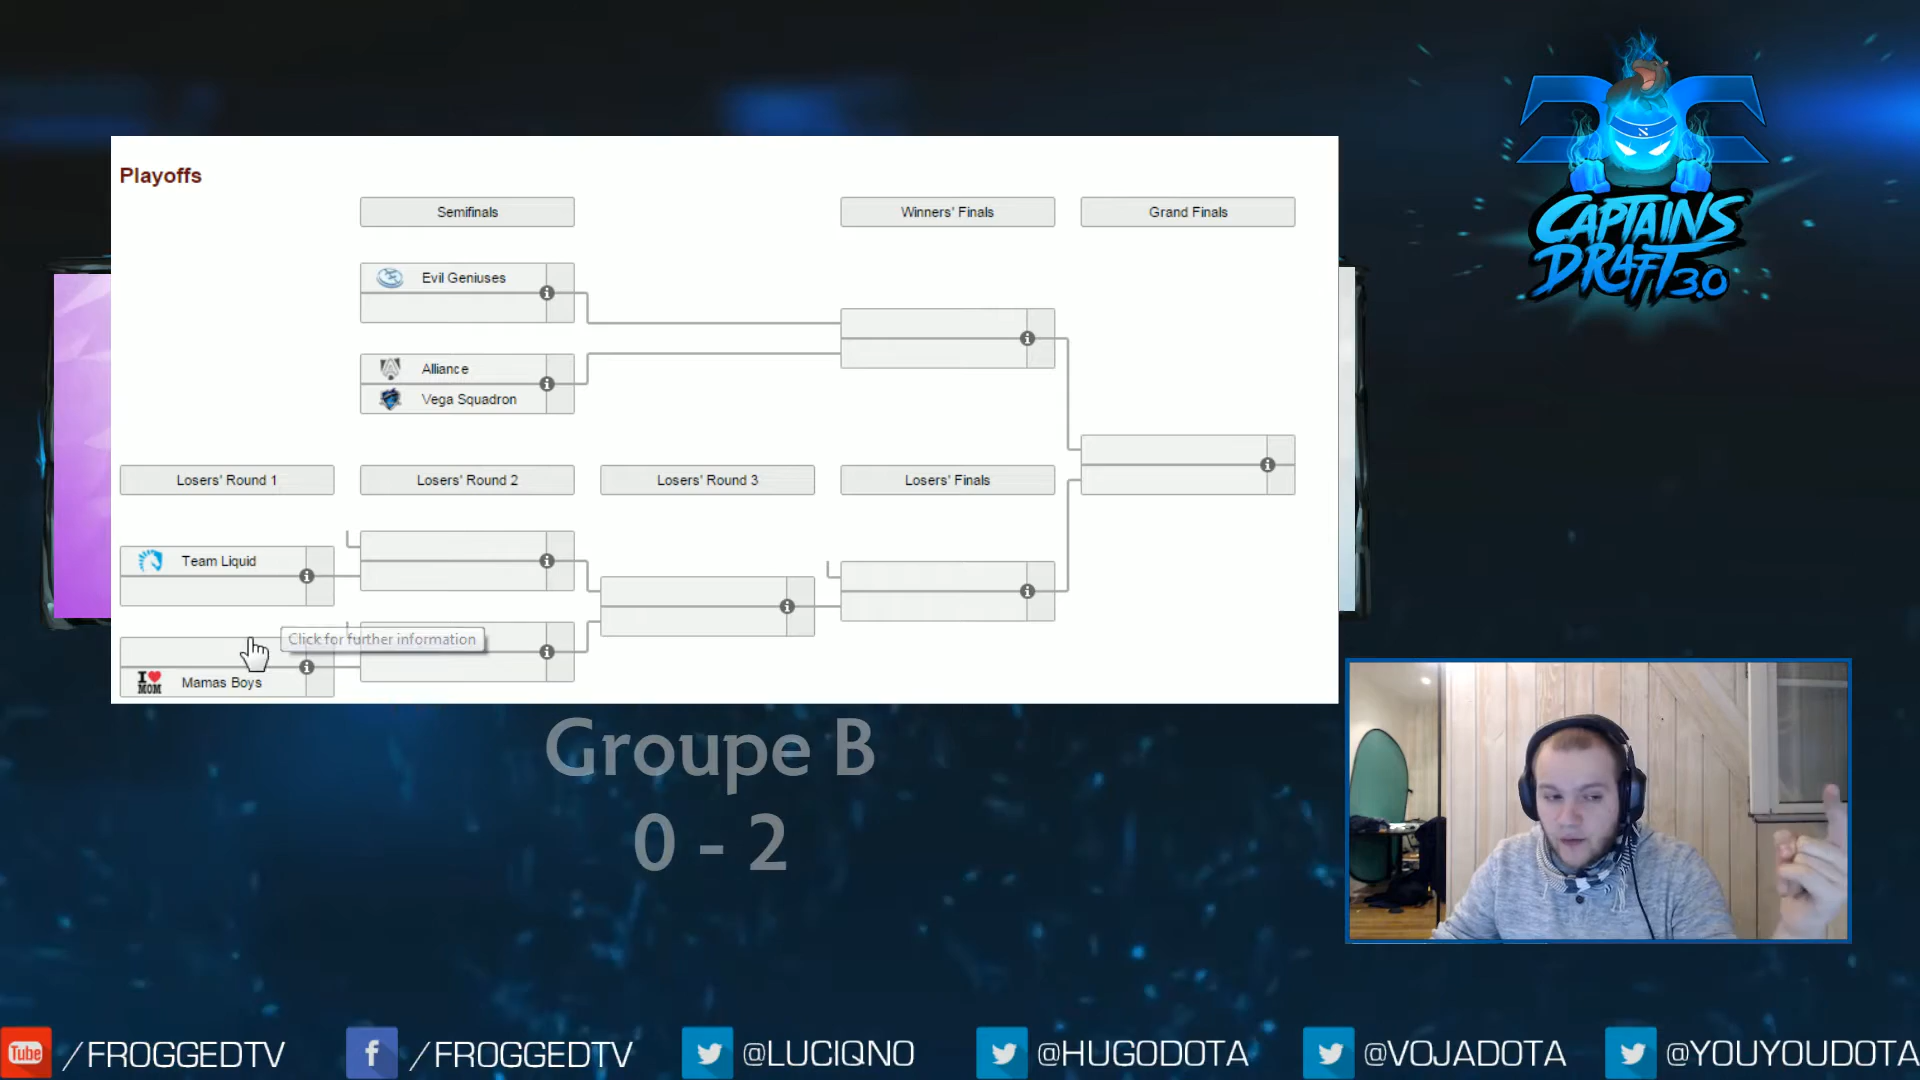 CAPTAINS
DRAFT 3.0
Playoffs
Semifinals
Winners' Finals
Grand Finals
Evil Geniuses
Alliance
Vega Squadron
Losers' Round 1
Losers' Round 2
Losers' Round 3
Losers' Finals
Team Liquid
Click for further information
I ♥ MOM
Mamas Boys
Groupe B
0 - 2
Tube /FROGGEDTV
f /FROGGEDTV
@LUCIQNO
@HUGODOTA
@VOJADOTA
@YOUYOUDOTA